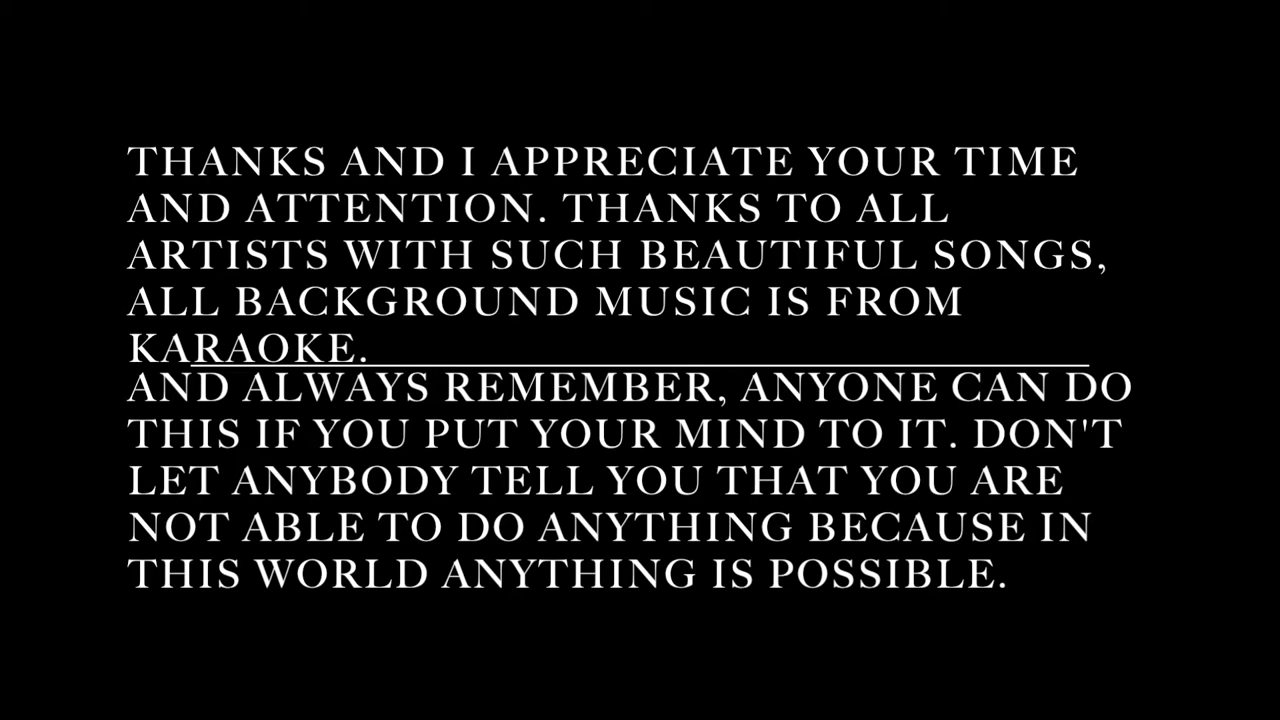 THANKS AND I APPRECIATE YOUR TIME
AND ATTENTION. THANKS TO ALL
ARTISTS WITH SUCH BEAUTIFUL SONGS,
ALL BACKGROUND MUSIC IS FROM
KARAOKE.
AND ALWAYS REMEMBER, ANYONE CAN DO
THIS IF YOU PUT YOUR MIND TO IT. DON'T
LET ANYBODY TELL YOU THAT YOU ARE
NOT ABLE TO DO ANYTHING BECAUSE IN
THIS WORLD ANYTHING IS POSSIBLE.